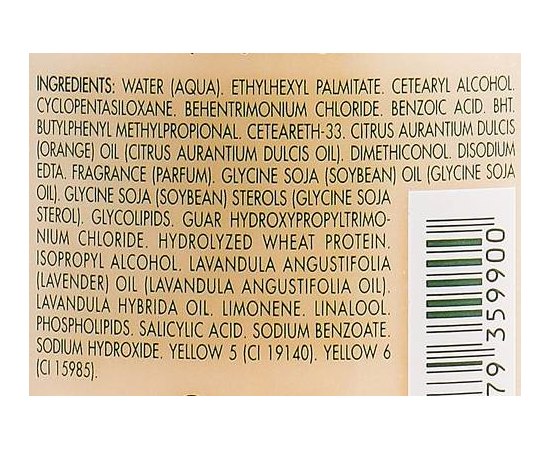 INGREDIENTS: WATER (AQUA). ETHYLHEXYL PALMITATE. CETEARYL ALCOHOL.
CYCLOPENTASILOXANE. BEHENTRIMONIUM CHLORIDE. BENZOIC ACID. BHT.
BUTYLPHENYL METHYLPROPIONAL. CETEARETH-33. CITRUS AURANTIUM DULCIS
(ORANGE) OIL (CITRUS AURANTIUM DULCIS OIL). DIMETHICONOL. DISODIUM
EDTA. FRAGRANCE (PARFUM). GLYCINE SOJA (SOYBEAN) OIL (GLYCINE SOJA
OIL). GLYCINE SOJA (SOYBEAN) STEROLS (GLYCINE SOJA
STEROL). GLYCOLIPIDS. GUAR HYDROXYPROPYLTRIMO-
NIUM CHLORIDE. HYDROLYZED WHEAT PROTEIN.
ISOPROPYL ALCOHOL. LAVANDULA ANGUSTIFOLIA
(LAVENDER) OIL (LAVANDULA ANGUSTIFOLIA OIL).
LAVANDULA HYBRIDA OIL. LIMONENE. LINALOOL.
PHOSPHOLIPIDS. SALICYLIC ACID. SODIUM BENZOATE.
SODIUM HYDROXIDE. YELLOW 5 (CI 19140). YELLOW 6
(CI 15985).
79 359900